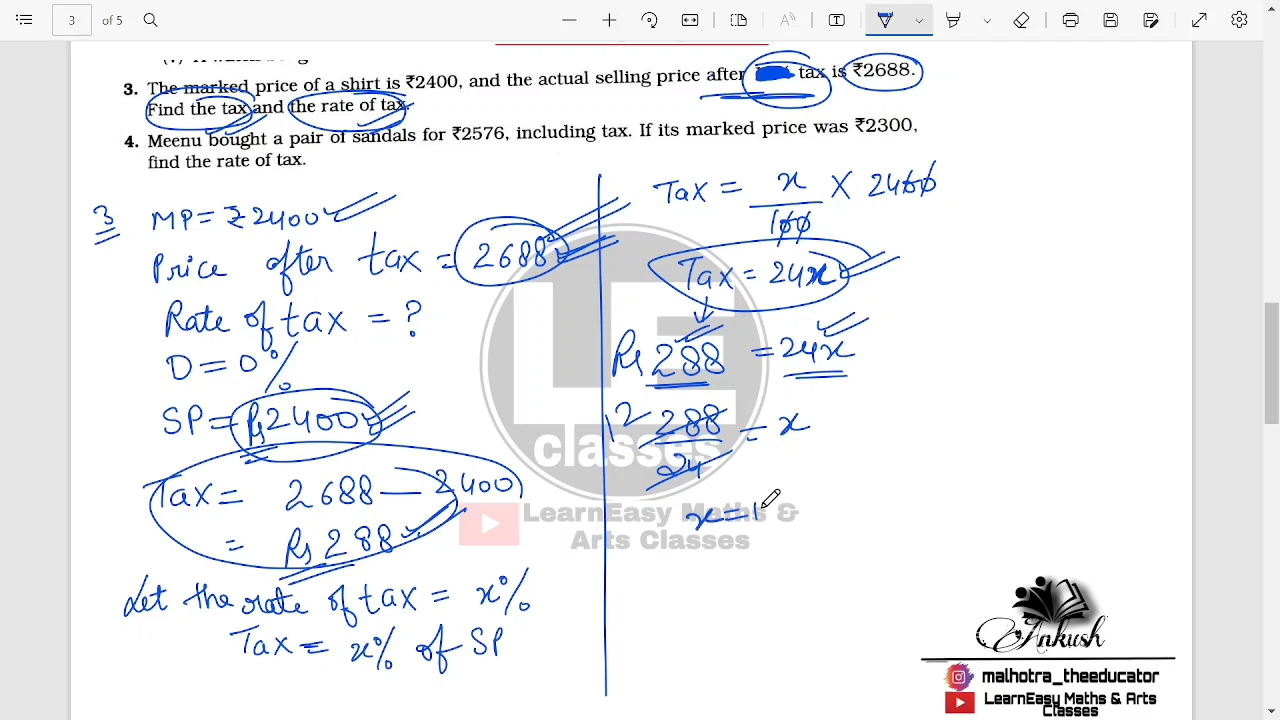 3
of 5
3. The marked price of a shirt is ₹2400, and the actual selling price after tax is ₹2688.
Find the tax and the rate of tax.
4. Meenu bought a pair of sandals for ₹2576, including tax. If its marked price was ₹2300,
find the rate of tax.
3 MP = ₹2400
Price after tax = 2688
Rate of tax = ?
D = 0%
SP = Rs 2400
Tax = 2688 — 2400
= Rs 288
Let the rate of tax = x%
Tax = x% of SP
Tax = x/100 X 2400
Tax = 24x
Rs 288 = 24x
12 288/24 = x
x = 1
LE
classes
LearnEasy Maths &
Arts Classes
Ankush
malhotra_theeducator
LearnEasy Maths & Arts
Classes